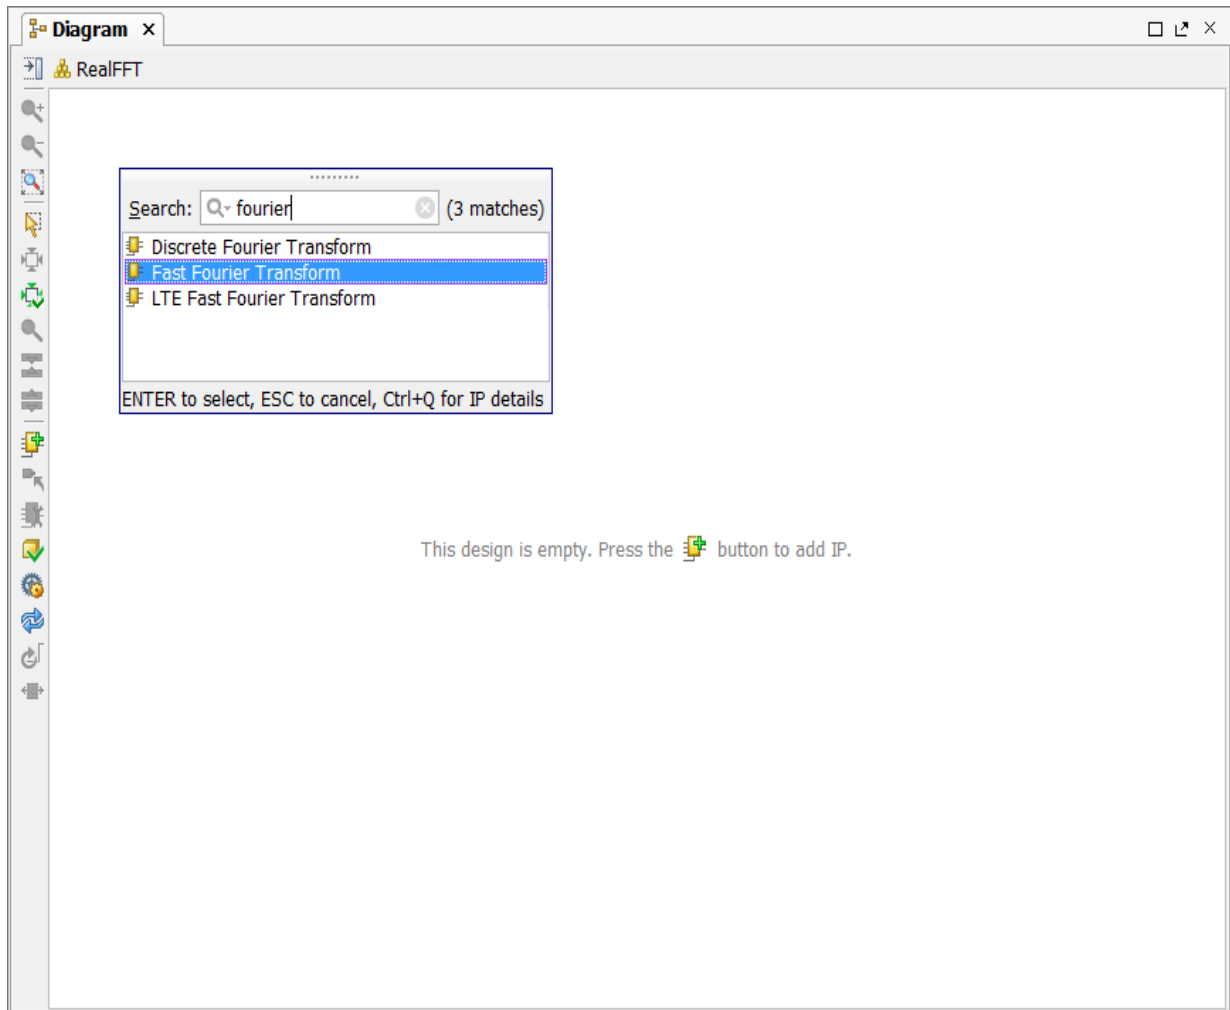 Diagram
RealFFT
Search: fourier (3 matches)
Discrete Fourier Transform
Fast Fourier Transform
LTE Fast Fourier Transform
ENTER to select, ESC to cancel, Ctrl+Q for IP details
This design is empty. Press the button to add IP.